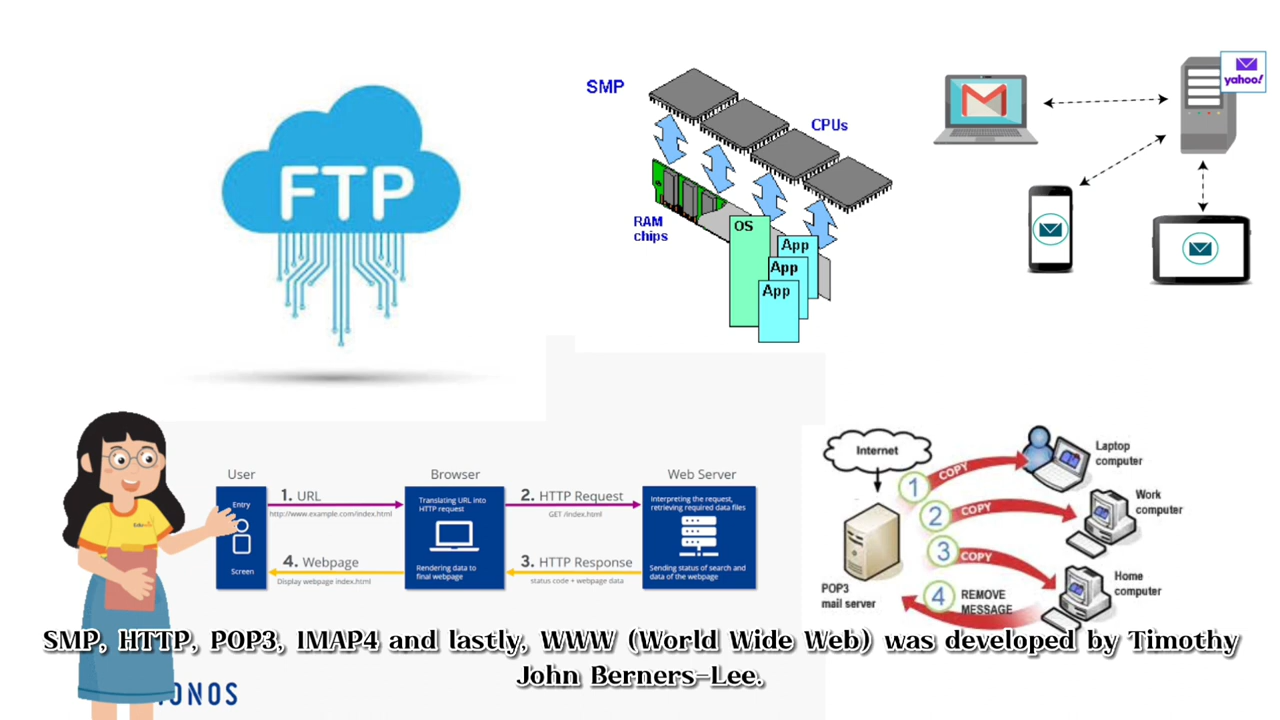 FTP
SMP
CPUs
RAM
chips
OS
App
App
App
yahoo!
User
Browser
Web Server
Entry
Screen
1. URL
http://www.example.com/index.html
Translating URL into
HTTP request
Rendering data to
final webpage
2. HTTP Request
GET /index.html
Interpreting the request,
retrieving required data files
Sending status of search and
data of the webpage
4. Webpage
Display webpage index.html
3. HTTP Response
status code + webpage data
Internet
Laptop
computer
1 COPY
Work
computer
2 COPY
3 COPY
Home
computer
POP3
mail server
4 REMOVE
MESSAGE
SMP, HTTP, POP3, IMAP4 and lastly, WWW (World Wide Web) was developed by Timothy
John Berners-Lee.
IONOS